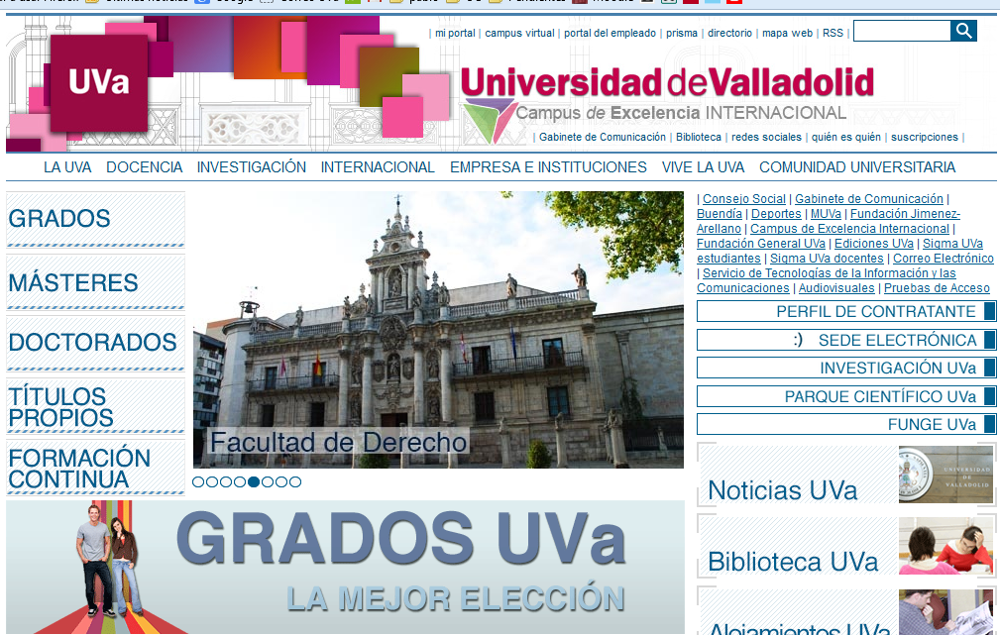 Últimas noticias Google Correo UVa pablo
| mi portal | campus virtual | portal del empleado | prisma | directorio | mapa web | RSS |
UVa
Universidad de Valladolid
Campus de Excelencia INTERNACIONAL
| Gabinete de Comunicación | Biblioteca | redes sociales | quién es quién | suscripciones |
LA UVA DOCENCIA INVESTIGACIÓN INTERNACIONAL EMPRESA E INSTITUCIONES VIVE LA UVA COMUNIDAD UNIVERSITARIA
GRADOS
MÁSTERES
DOCTORADOS
TÍTULOS
PROPIOS
FORMACIÓN
CONTINUA
Facultad de Derecho
| Consejo Social | Gabinete de Comunicación |
Buendía | Deportes | MUVa | Fundación Jimenez-
Arellano | Campus de Excelencia Internacional |
Fundación General UVa | Ediciones UVa | Sigma UVa
estudiantes | Sigma UVa docentes | Correo Electrónico
| Servicio de Tecnologías de la Información y las
Comunicaciones | Audiovisuales | Pruebas de Acceso
PERFIL DE CONTRATANTE
:) SEDE ELECTRÓNICA
INVESTIGACIÓN UVa
PARQUE CIENTÍFICO UVa
FUNGE UVa
Noticias UVa
UNIVERSIDAD
DE
VALLADOLID
Biblioteca UVa
Alojamientos UVa
GRADOS UVa
LA MEJOR ELECCIÓN